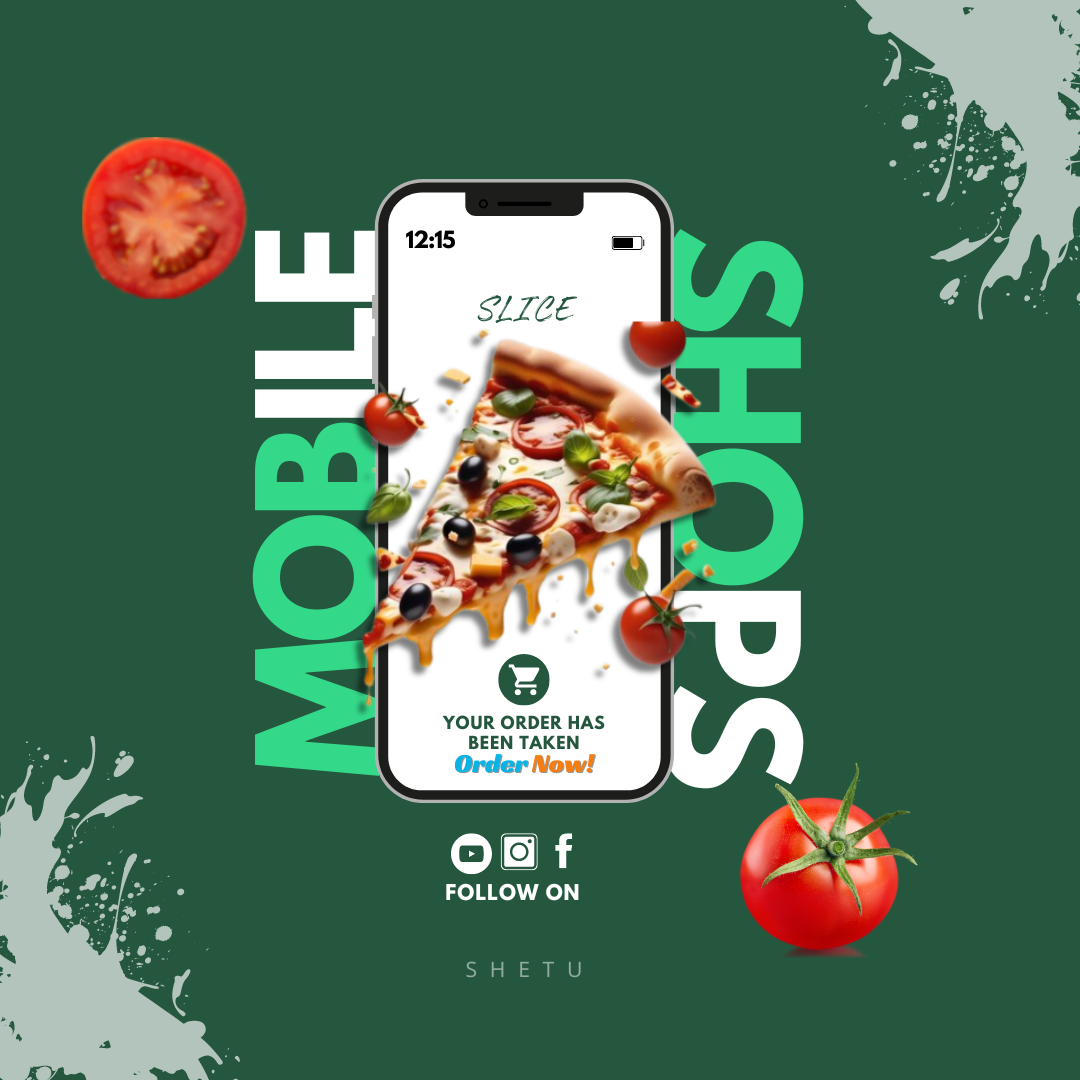 MOBILE
SHOPS
12:15
SLICE
YOUR ORDER HAS
BEEN TAKEN
Order Now!
FOLLOW ON
SHETU